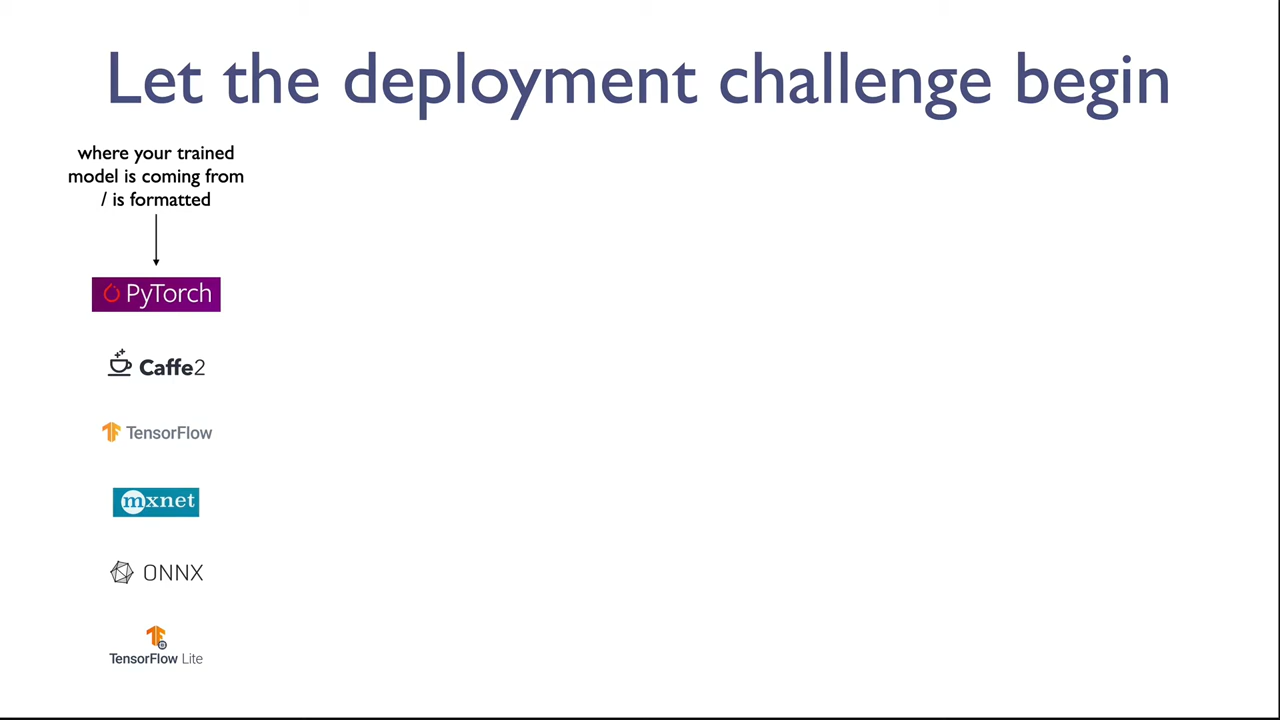 Let the deployment challenge begin
where your trained
model is coming from
/ is formatted
PyTorch
Caffe2
TensorFlow
mxnet
ONNX
TensorFlow Lite